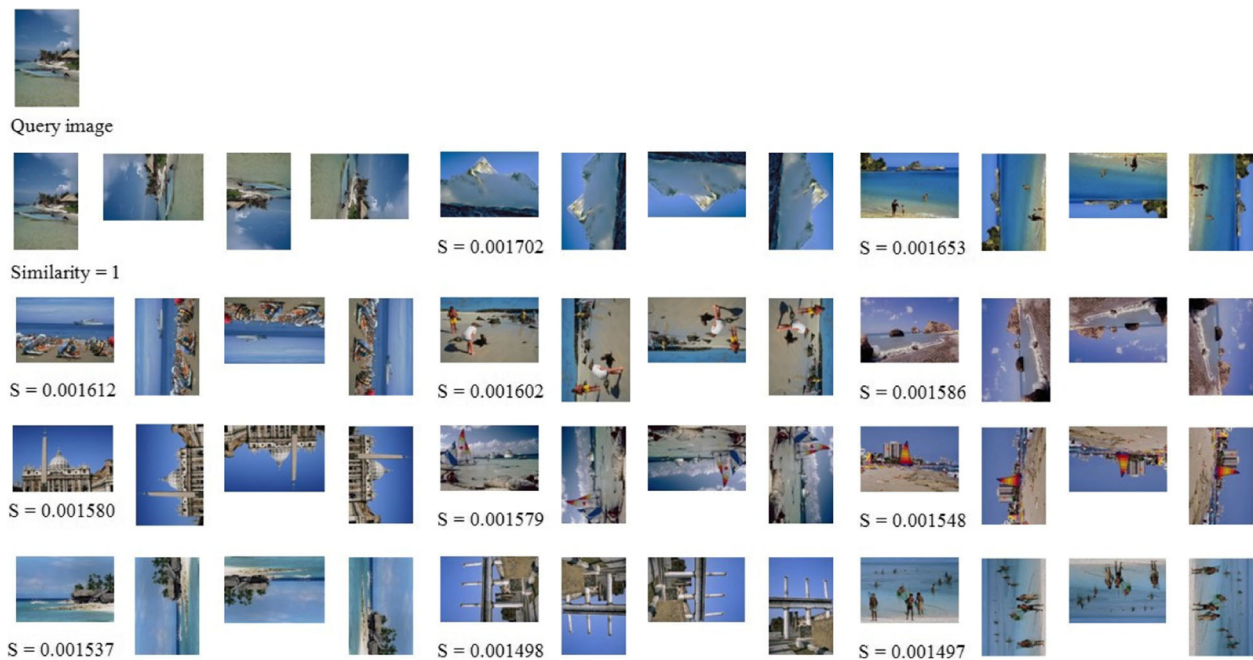 Query image
S = 0.001702
S = 0.001653
Similarity = 1
S = 0.001612
S = 0.001602
S = 0.001586
S = 0.001580
S = 0.001579
S = 0.001548
S = 0.001537
S = 0.001498
S = 0.001497